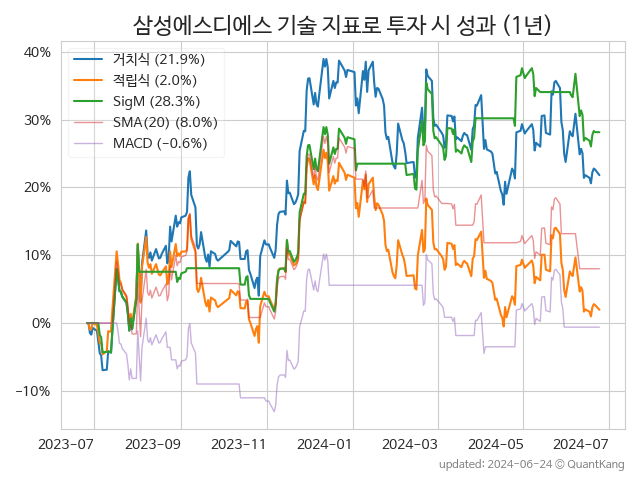 삼성에스디에스 기술 지표로 투자 시 성과 (1년)
거치식 (21.9%)
적립식 (2.0%)
SigM (28.3%)
SMA(20) (8.0%)
MACD (−0.6%)
40%
30%
20%
10%
0%
−10%
2023-07 2023-09 2023-11 2024-01 2024-03 2024-05 2024-07
updated: 2024-06-24 © QuantKang